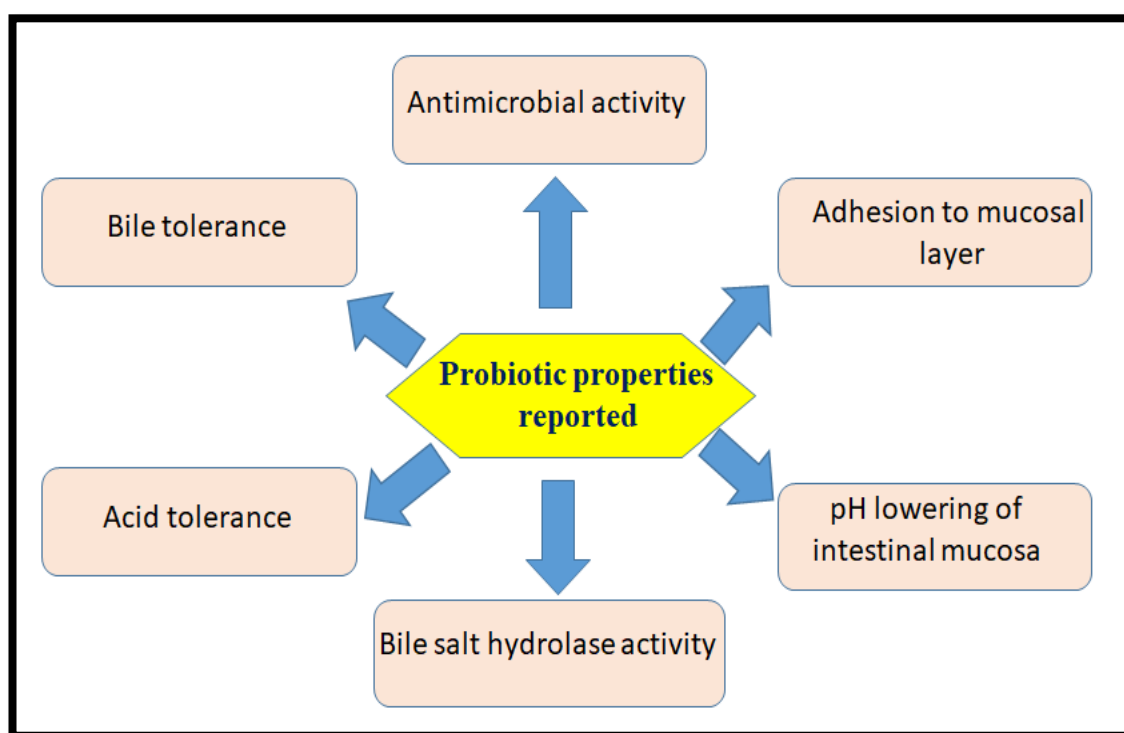 Antimicrobial activity
Bile tolerance
Adhesion to mucosal
layer
Probiotic properties
reported
Acid tolerance
pH lowering of
intestinal mucosa
Bile salt hydrolase activity